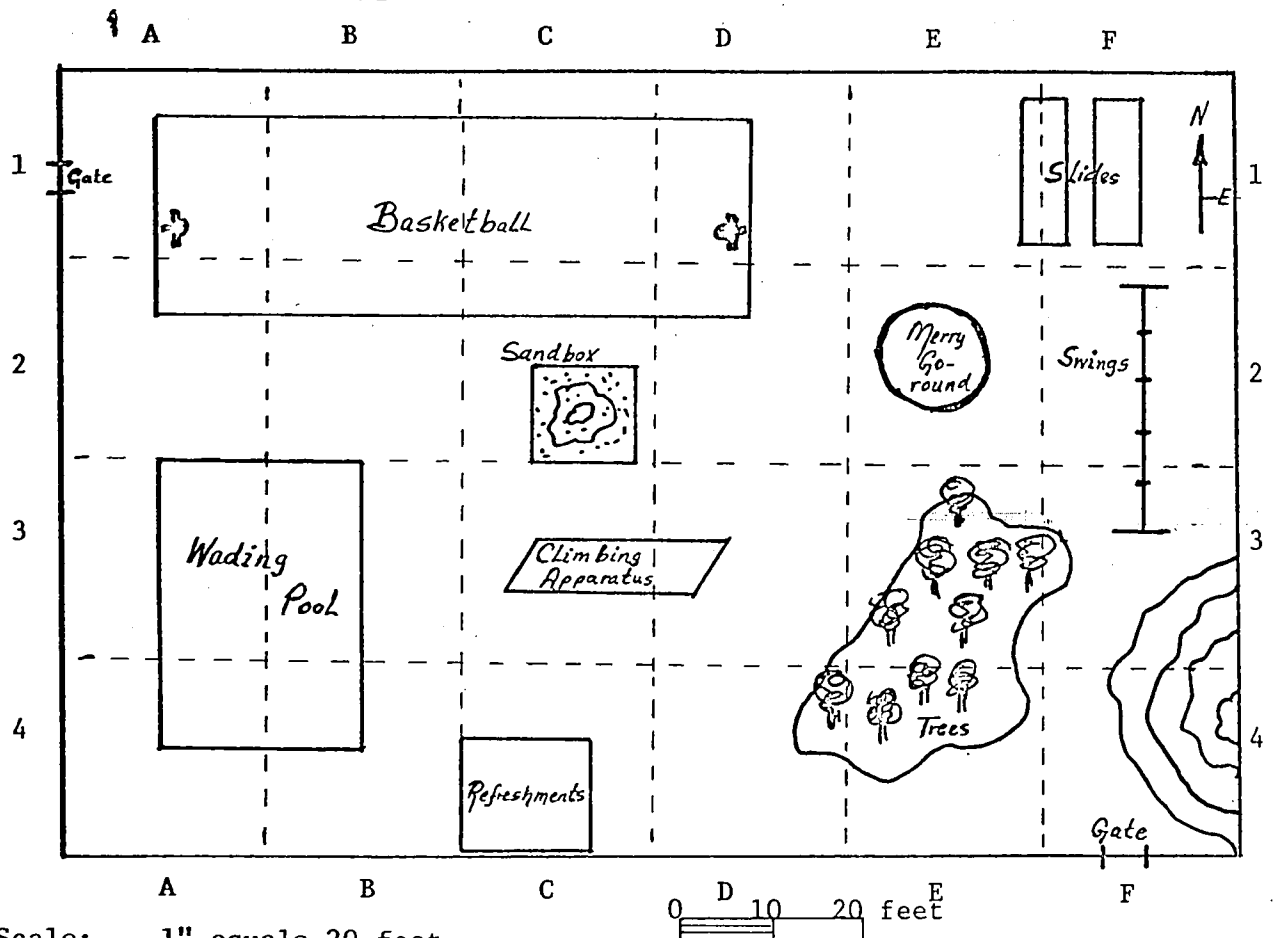 A B C D E F
N
1 Gate Slides 1
E
Basketball
Merry
2 Sandbox Go- Swings 2
round
3 Climbing 3
Wading Apparatus
Pool
4 Trees 4
Refreshments
Gate
A B C D E F
0 10 20 feet
Scale: 1" equals 20 feet